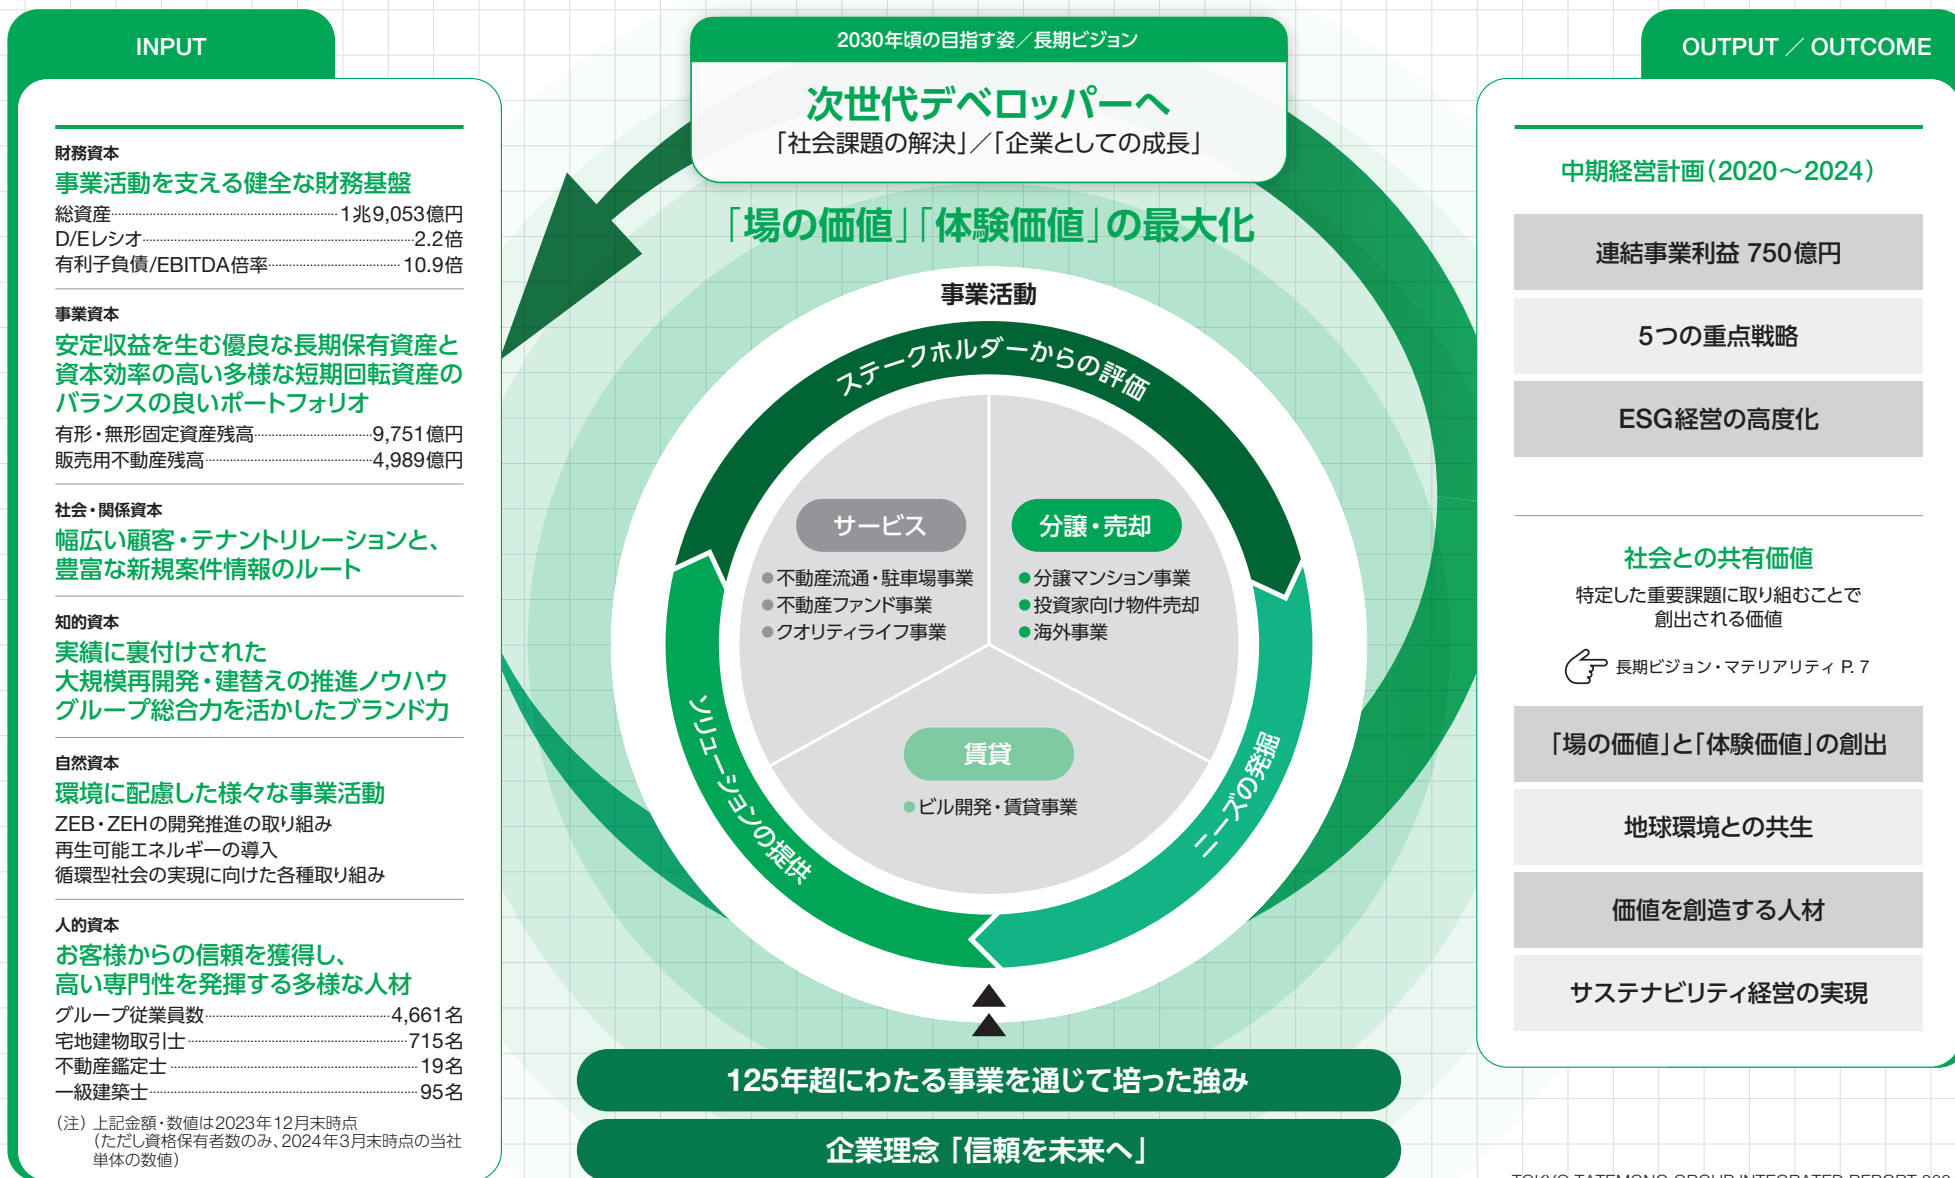 INPUT
財務資本
事業活動を支える健全な財務基盤
総資産 1兆9,053億円
D/Eレシオ 2.2倍
有利子負債/EBITDA倍率 10.9倍
事業資本
安定収益を生む優良な長期保有資産と
資本効率の高い多様な短期回転資産の
バランスの良いポートフォリオ
有形・無形固定資産残高 9,751億円
販売用不動産残高 4,989億円
社会・関係資本
幅広い顧客・テナントリレーションと、
豊富な新規案件情報のルート
知的資本
実績に裏付けされた
大規模再開発・建替えの推進ノウハウ
グループ総合力を活かしたブランド力
自然資本
環境に配慮した様々な事業活動
ZEB・ZEHの開発推進の取り組み
再生可能エネルギーの導入
循環型社会の実現に向けた各種取り組み
人的資本
お客様からの信頼を獲得し、
高い専門性を発揮する多様な人材
グループ従業員数 4,661名
宅地建物取引士 715名
不動産鑑定士 19名
一級建築士 95名
（注）上記金額・数値は2023年12月末時点
（ただし資格保有者数のみ、2024年3月末時点の当社
単体の数値）
2030年頃の目指す姿／長期ビジョン
次世代デベロッパーへ
「社会課題の解決」／「企業としての成長」
「場の価値」「体験価値」の最大化
事業活動
ステークホルダーからの評価
サービス
●不動産流通・駐車場事業
●不動産ファンド事業
●クオリティライフ事業
分譲・売却
●分譲マンション事業
●投資家向け物件売却
●海外事業
賃貸
●ビル開発・賃貸事業
ソリューションの提供
ニーズの発掘
125年超にわたる事業を通じて培った強み
企業理念「信頼を未来へ」
OUTPUT ／ OUTCOME
中期経営計画（2020～2024）
連結事業利益 750億円
5つの重点戦略
ESG経営の高度化
社会との共有価値
特定した重要課題に取り組むことで
創出される価値
長期ビジョン・マテリアリティ P. 7
「場の価値」と「体験価値」の創出
地球環境との共生
価値を創造する人材
サステナビリティ経営の実現
TOKYO TATEMONO GROUP INTEGRATED REPORT